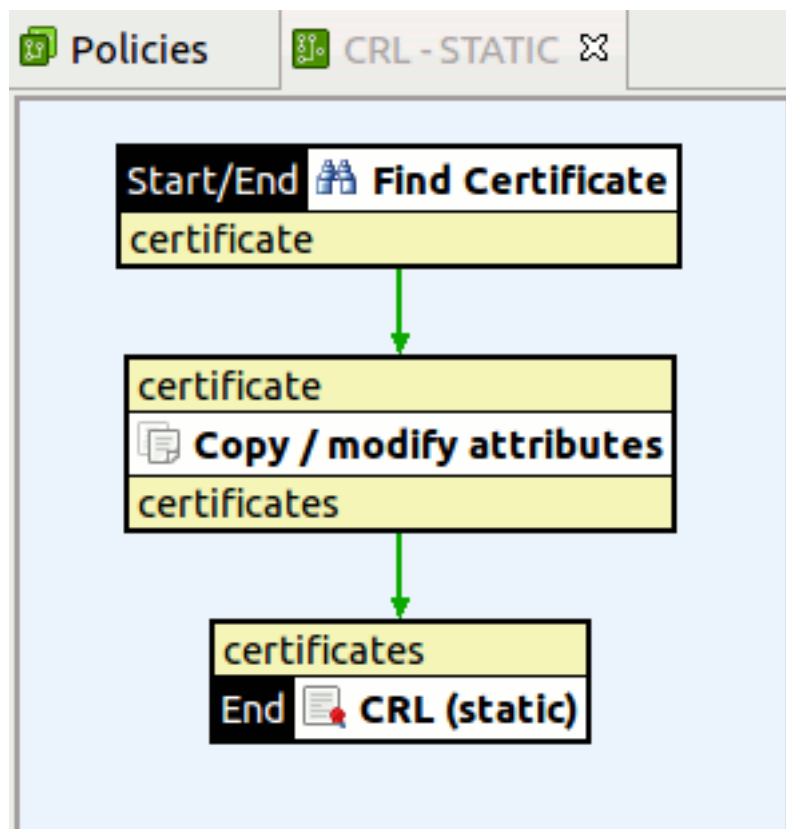 Policies
CRL - STATIC
Start/End Find Certificate
certificate
certificate
Copy / modify attributes
certificates
certificates
End CRL (static)